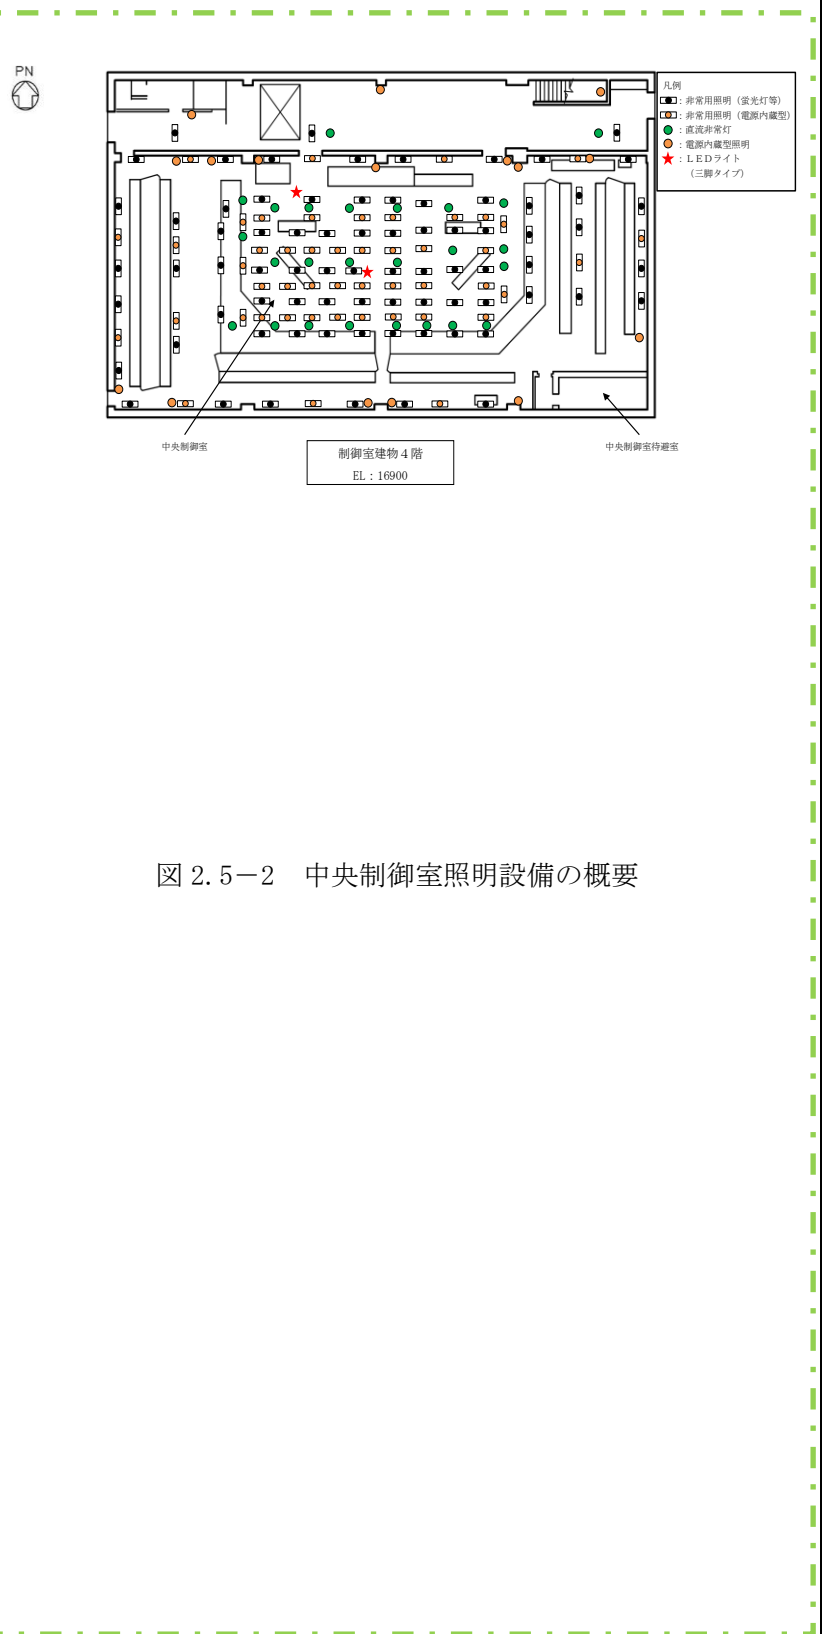 PN
凡例
：非常用照明（蛍光灯等）
：非常用照明（電源内蔵型）
：直流非常灯
：電源内蔵型照明
：ＬＥＤライト
（三脚タイプ）
中央制御室
中央制御室待避室
制御室建物４階
EL：16900
図 2.5－2　中央制御室照明設備の概要